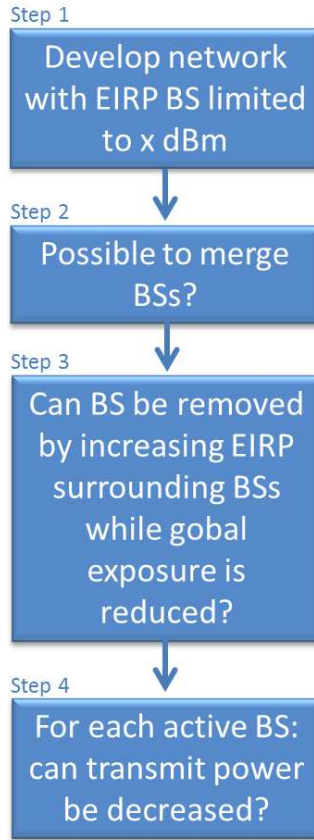 Step 1
Develop network
with EIRP BS limited
to x dBm
Step 2
Possible to merge
BSs?
Step 3
Can BS be removed
by increasing EIRP
surrounding BSs
while gobal
exposure is
reduced?
Step 4
For each active BS:
can transmit power
be decreased?